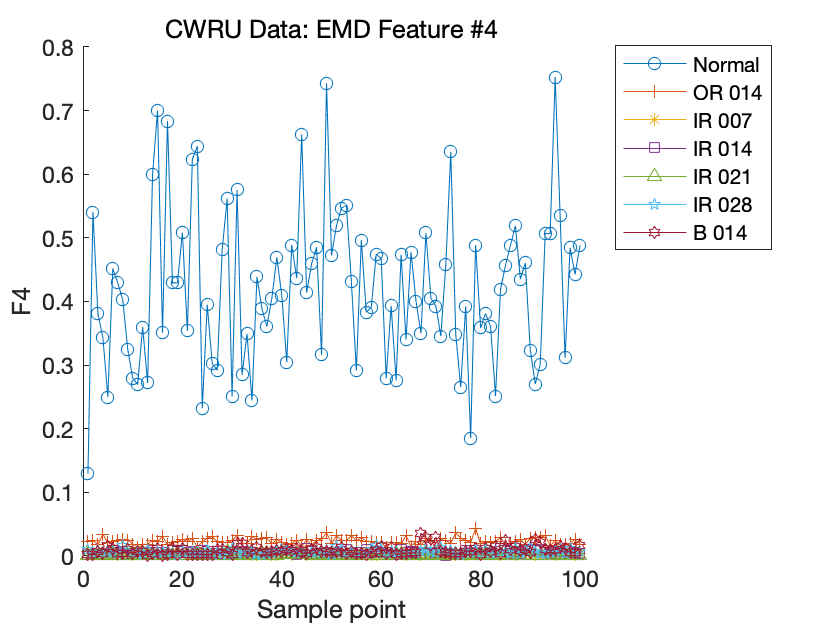 CWRU Data: EMD Feature #4
0.8
0.7
0.6
0.5
0.4
0.3
0.2
0.1
0
F4
0 20 40 60 80 100
Sample point
Normal
OR 014
IR 007
IR 014
IR 021
IR 028
B 014